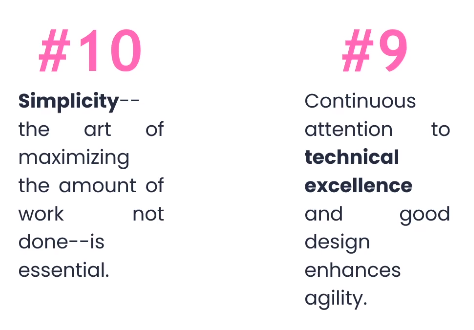 #10
Simplicity--
the art of
maximizing
the amount of
work not
done--is
essential.
#9
Continuous
attention to
technical
excellence
and good
design
enhances
agility.